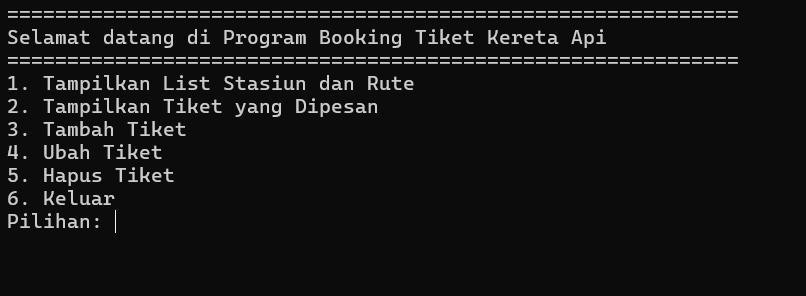 =============================================================
Selamat datang di Program Booking Tiket Kereta Api
=============================================================
1. Tampilkan List Stasiun dan Rute
2. Tampilkan Tiket yang Dipesan
3. Tambah Tiket
4. Ubah Tiket
5. Hapus Tiket
6. Keluar
Pilihan: